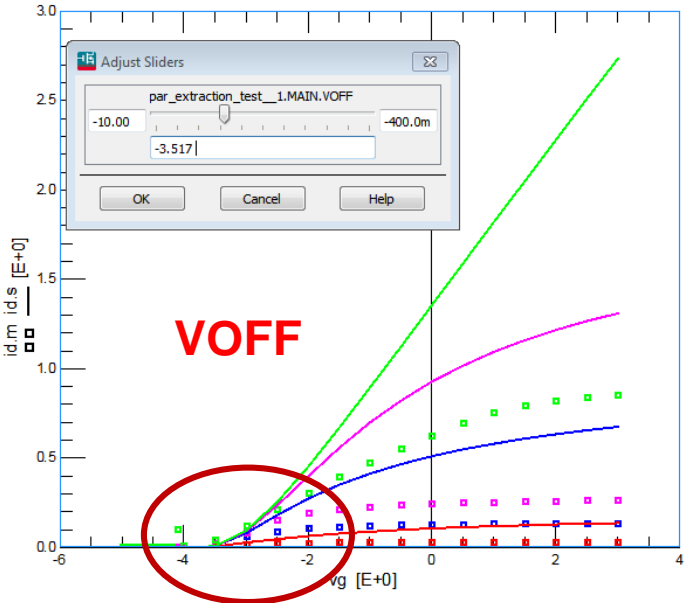 3.0
Adjust Sliders
par_extraction_test__1.MAIN.VOFF
-10.00
-400.0m
-3.517
OK Cancel Help
2.5
2.0
1.5
1.0
0.5
0.0
id.m id.s [E+0]
VOFF
-6 -4 -2 0 2 4
vg [E+0]